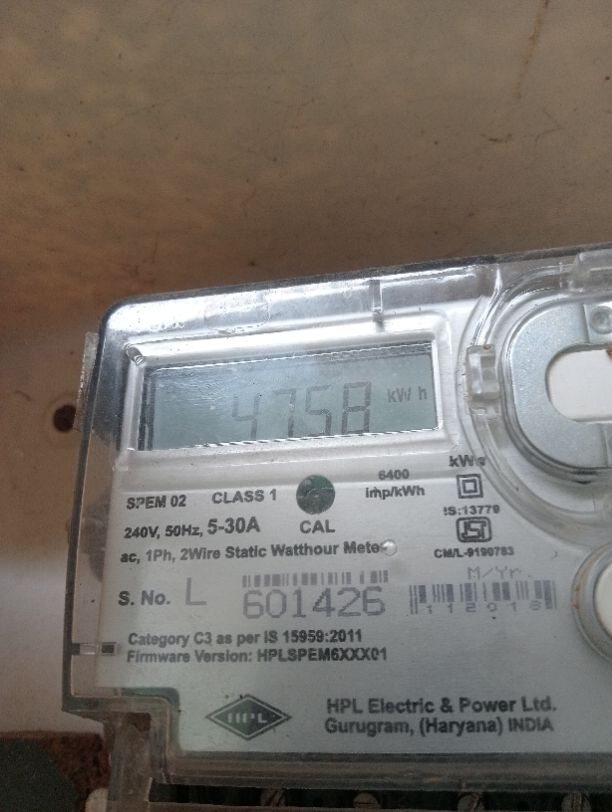 4758 kWh
SPEM 02 CLASS 1 6400 imp/kWh
CAL
240V, 50Hz, 5-30A
IS:13779
ac, 1Ph, 2Wire Static Watthour Meter
CM/L-9190783
M/Yr.
S. No. L 601426 112018
Category C3 as per IS 15959:2011
Firmware Version: HPLSPEM6XXX01
HPL
HPL Electric & Power Ltd.
Gurugram, (Haryana) INDIA